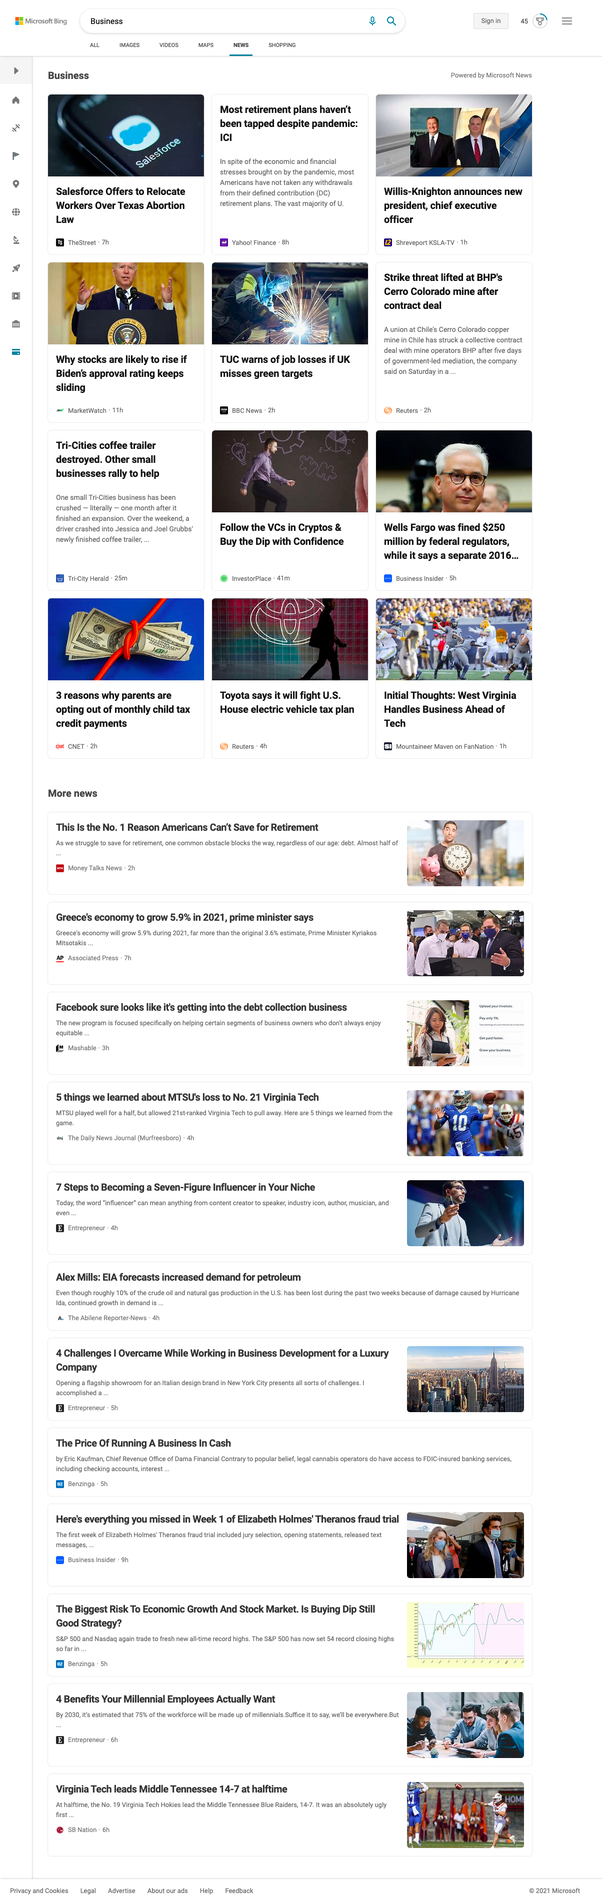 Microsoft Bing
Business
Sign in
45
ALL
IMAGES
VIDEOS
MAPS
NEWS
SHOPPING
Business
Powered by Microsoft News
Salesforce
Salesforce Offers to Relocate
Workers Over Texas Abortion
Law
TheStreet · 7h
Most retirement plans haven't
been tapped despite pandemic:
ICI
In spite of the economic and financial
stresses brought on by the pandemic, most
Americans have not taken any withdrawals
from their defined contribution (DC)
retirement plans. The vast majority of U.
Yahoo! Finance · 8h
Willis-Knighton announces new
president, chief executive
officer
Shreveport KSLA-TV · 1h
Why stocks are likely to rise if
Biden's approval rating keeps
sliding
MarketWatch · 11h
TUC warns of job losses if UK
misses green targets
BBC News · 2h
Strike threat lifted at BHP's
Cerro Colorado mine after
contract deal
A union at Chile's Cerro Colorado copper
mine in Chile has struck a collective contract
deal with mine operators BHP after five days
of government-led mediation, the company
said on Saturday in a ...
Reuters · 2h
Tri-Cities coffee trailer
destroyed. Other small
businesses rally to help
One small Tri-Cities business has been
crushed — literally — one month after it
finished an expansion. Over the weekend, a
driver crashed into Jessica and Joel Grubbs'
newly finished coffee trailer, ...
Tri-City Herald · 25m
Follow the VCs in Cryptos &
Buy the Dip with Confidence
InvestorPlace · 41m
Wells Fargo was fined $250
million by federal regulators,
while it says a separate 2016...
Business Insider · 5h
3 reasons why parents are
opting out of monthly child tax
credit payments
CNET · 2h
Toyota says it will fight U.S.
House electric vehicle tax plan
Reuters · 4h
Initial Thoughts: West Virginia
Handles Business Ahead of
Tech
Mountaineer Maven on FanNation · 1h
More news
This Is the No. 1 Reason Americans Can't Save for Retirement
As we struggle to save for retirement, one common obstacle blocks the way, regardless of our age: debt. Almost half of
...
Money Talks News · 2h
Greece's economy to grow 5.9% in 2021, prime minister says
Greece's economy will grow 5.9% during 2021, far more than the original 3.6% estimate, Prime Minister Kyriakos
Mitsotakis ...
AP
Associated Press · 7h
Facebook sure looks like it's getting into the debt collection business
The new program is focused specifically on helping certain segments of business owners who don't always enjoy
equitable ...
Mashable · 3h
Upload your invoices.
Pay only 1%.
Get paid faster.
Grow your business.
5 things we learned about MTSU's loss to No. 21 Virginia Tech
MTSU played well for a half, but allowed 21st-ranked Virginia Tech to pull away. Here are 5 things we learned from the
game.
The Daily News Journal (Murfreesboro) · 4h
10
45
7 Steps to Becoming a Seven-Figure Influencer in Your Niche
Today, the word "influencer" can mean anything from content creator to speaker, industry icon, author, musician, and
even ...
Entrepreneur · 4h
Alex Mills: EIA forecasts increased demand for petroleum
Even though roughly 10% of the crude oil and natural gas production in the U.S. has been lost during the past two weeks because of damage caused by Hurricane
Ida, continued growth in demand is ...
The Abilene Reporter-News · 4h
4 Challenges I Overcame While Working in Business Development for a Luxury
Company
Opening a flagship showroom for an Italian design brand in New York City presents all sorts of challenges. I
accomplished a ...
Entrepreneur · 5h
The Price Of Running A Business In Cash
by Eric Kaufman, Chief Revenue Office of Dama Financial Contrary to popular belief, legal cannabis operators do have access to FDIC-insured banking services,
including checking accounts, interest ...
Benzinga · 5h
Here's everything you missed in Week 1 of Elizabeth Holmes' Theranos fraud trial
The first week of Elizabeth Holmes' Theranos fraud trial included jury selection, opening statements, released text
messages, ...
Business Insider · 9h
The Biggest Risk To Economic Growth And Stock Market. Is Buying Dip Still
Good Strategy?
S&P 500 and Nasdaq again trade to fresh new all-time record highs. The S&P 500 has now set 54 record closing highs
so far in ...
Benzinga · 5h
4 Benefits Your Millennial Employees Actually Want
By 2030, it's estimated that 75% of the workforce will be made up of millennials.Suffice it to say, we'll be everywhere.But
...
Entrepreneur · 6h
Virginia Tech leads Middle Tennessee 14-7 at halftime
At halftime, the No. 19 Virginia Tech Hokies lead the Middle Tennessee Blue Raiders, 14-7. It was an absolutely ugly
first ...
SB Nation · 6h
HOM
Privacy and Cookies
Legal
Advertise
About our ads
Help
Feedback
© 2021 Microsoft